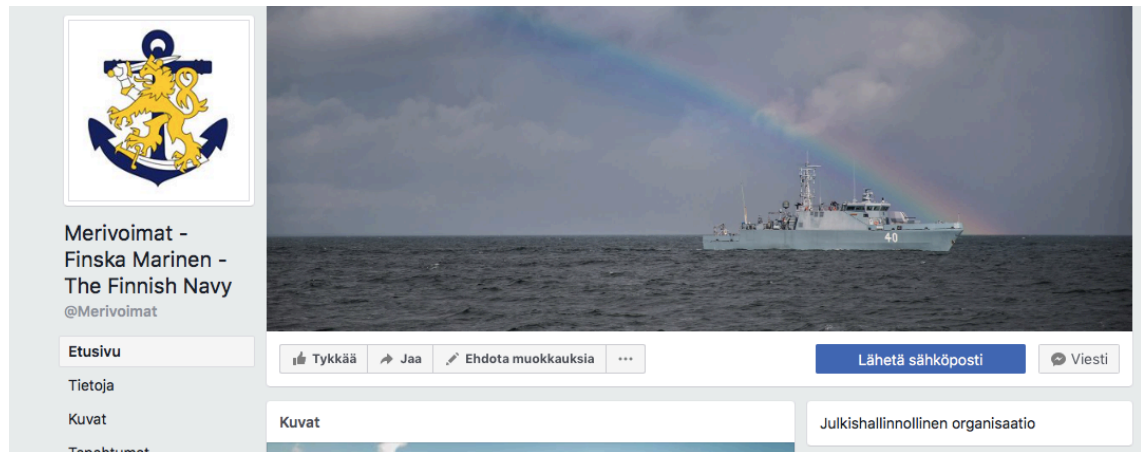 Merivoimat -
Finska Marinen -
The Finnish Navy
@Merivoimat
Etusivu
Tietoja
Kuvat
Tapahtumat
40
Tykkää
Jaa
Ehdota muokkauksia
...
Lähetä sähköposti
Viesti
Kuvat
Julkishallinnollinen organisaatio